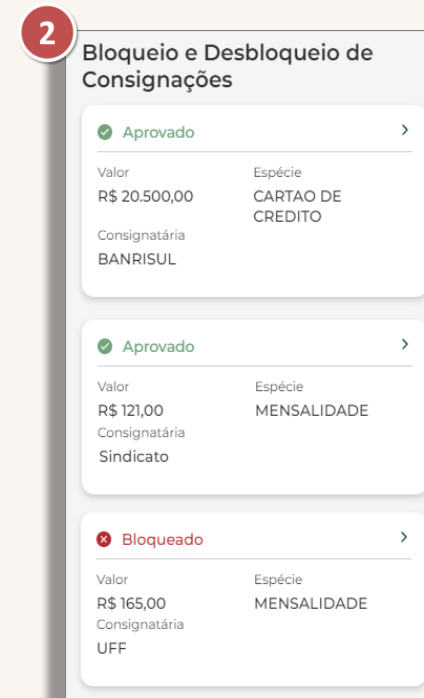 2
Bloqueio e Desbloqueio de
Consignações
Aprovado
Valor
Espécie
R$ 20.500,00
CARTAO DE
CREDITO
Consignatária
BANRISUL
Aprovado
Valor
Espécie
R$ 121,00
MENSALIDADE
Consignatária
Sindicato
Bloqueado
Valor
Espécie
R$ 165,00
MENSALIDADE
Consignatária
UFF